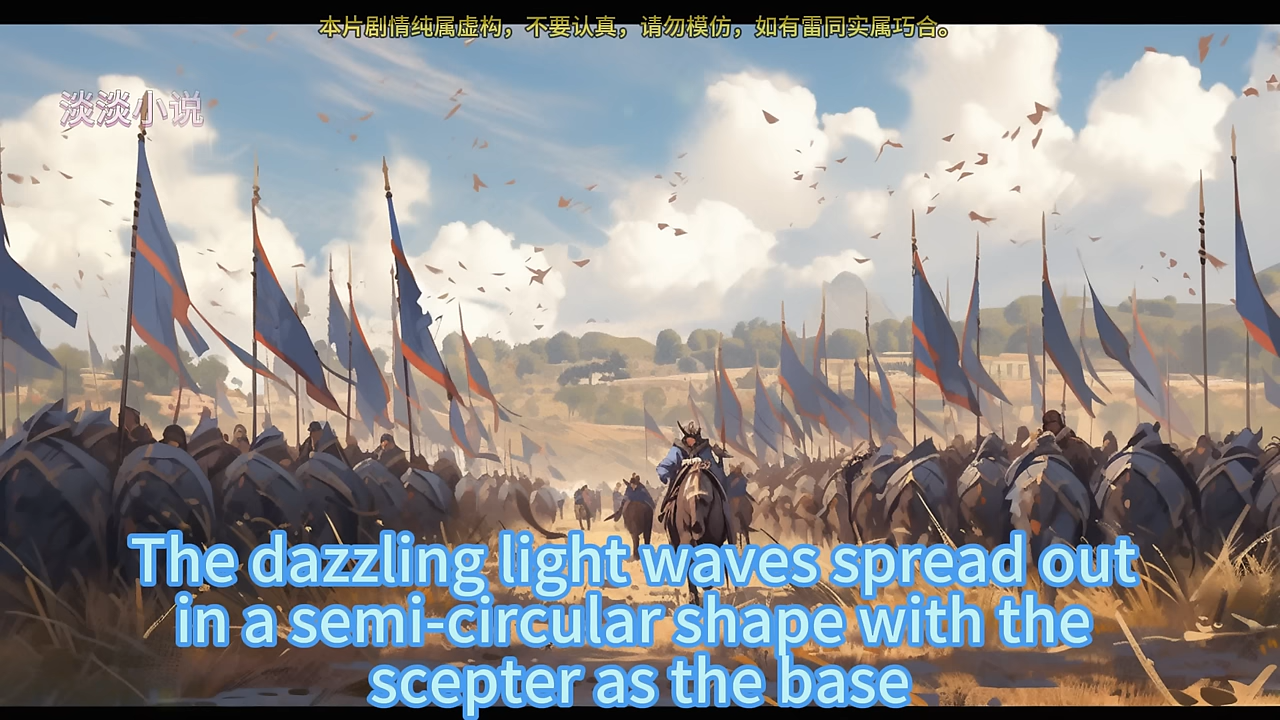 本片剧情纯属虚构，不要认真，请勿模仿，如有雷同实属巧合。
淡淡小说
The dazzling light waves spread out
in a semi-circular shape with the
scepter as the base